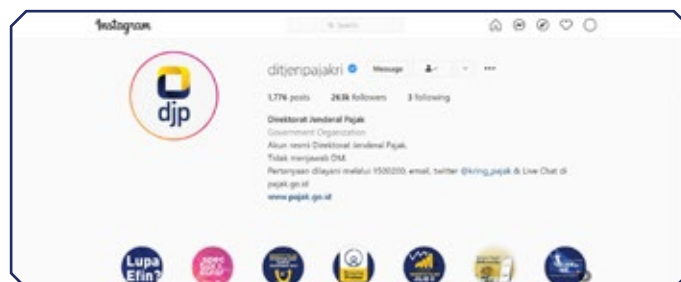 Instagram
Search
djp
ditjenpajakri Message
1,776 posts 263k followers 3 following
Direktorat Jenderal Pajak
Government Organization
Akun resmi Direktorat Jenderal Pajak.
Tidak menjawab DM.
Pertanyaan dilayani melalui 1500200, email, twitter @kring_pajak & Live Chat di
pajak.go.id
www.pajak.go.id
Lupa
Efin?